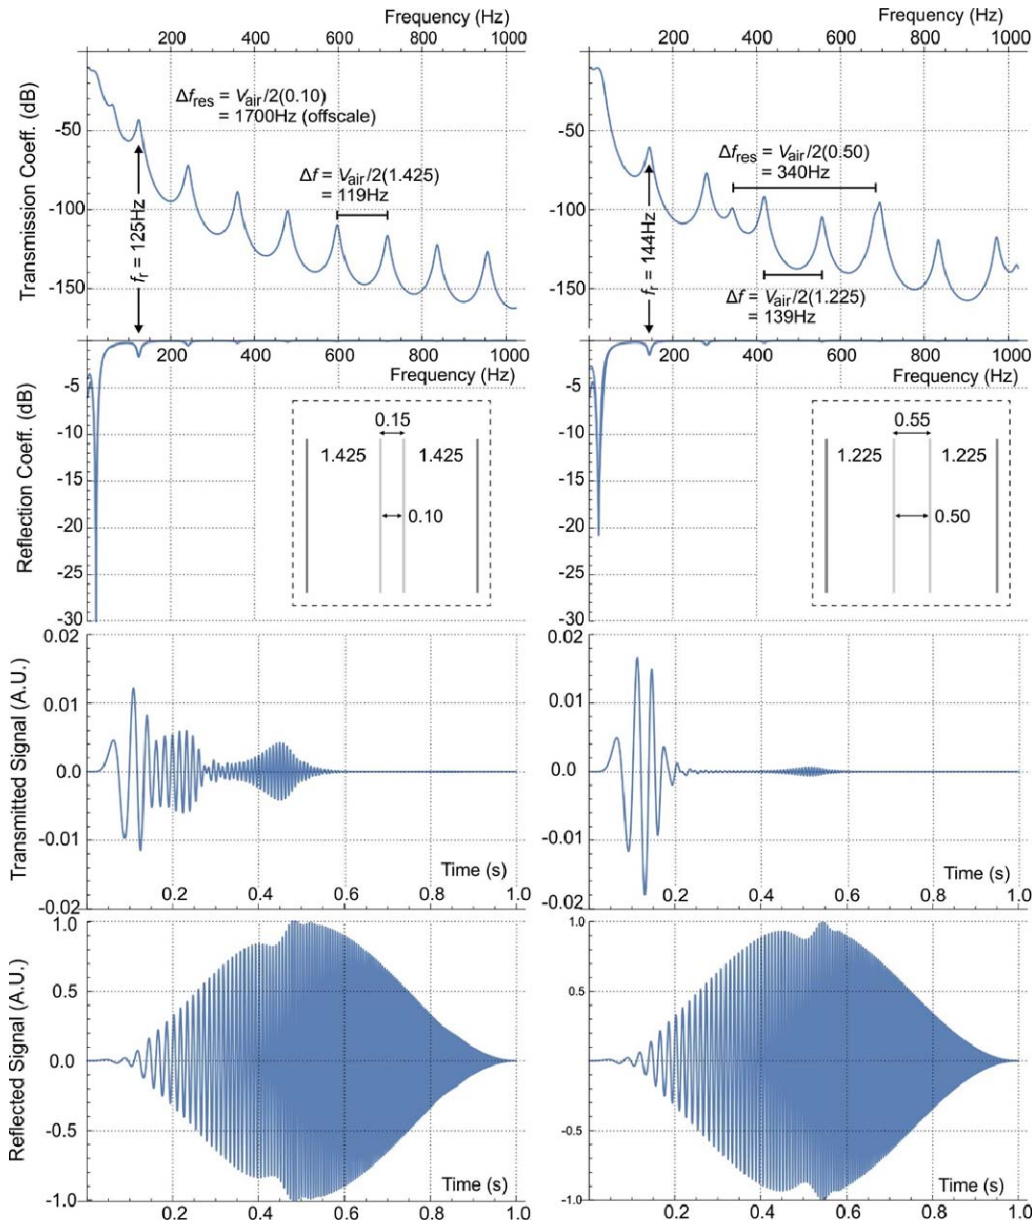 Frequency (Hz)
0 200 400 600 800 1000
Transmission Coeff. (dB)
-50
-100
-150
Δf_res = V_air/2(0.10)
= 1700Hz (offscale)
Δf = V_air/2(1.425)
= 119Hz
f_r = 125Hz
Frequency (Hz)
0 200 400 600 800 1000
-50
-100
-150
Δf_res = V_air/2(0.50)
= 340Hz
f_r = 144Hz
Δf = V_air/2(1.225)
= 139Hz
200 400 600 800 1000
Frequency (Hz)
Reflection Coeff. (dB)
-5
-10
-15
-20
-25
-30
0.15
1.425 1.425
0.10
200 400 600 800 1000
Frequency (Hz)
-5
-10
-15
-20
-25
-30
0.55
1.225 1.225
0.50
Transmitted Signal (A.U.)
0.02
0.01
0.0
-0.01
-0.02
Time (s)
0.2 0.4 0.6 0.8 1.0
0.02
0.01
0.0
-0.01
-0.02
Time (s)
0.2 0.4 0.6 0.8 1.0
Reflected Signal (A.U.)
1.0
0.5
0.0
-0.5
-1.0
Time (s)
0.2 0.4 0.6 0.8 1.0
1.0
0.5
0.0
-0.5
-1.0
Time (s)
0.2 0.4 0.6 0.8 1.0